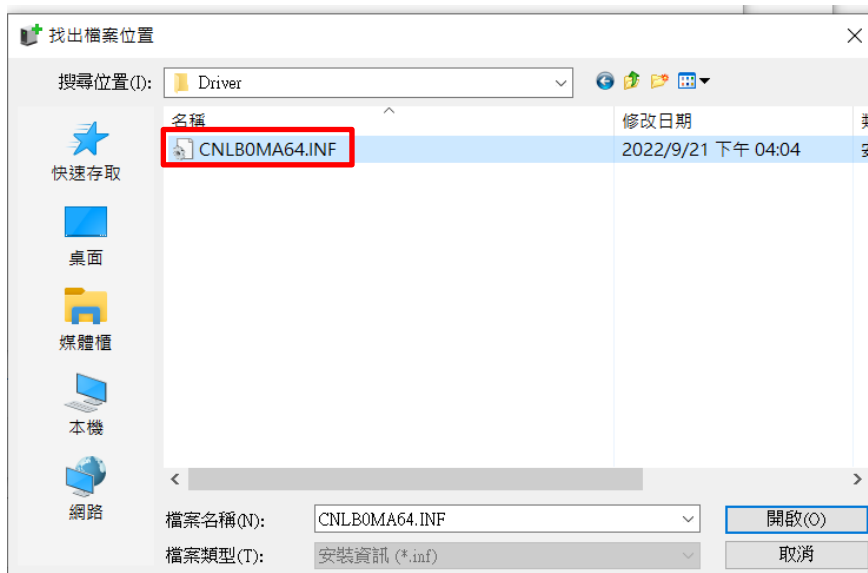 找出檔案位置
搜尋位置(I): Driver
名稱 修改日期
CNLB0MA64.INF 2022/9/21 下午 04:04
快速存取
桌面
媒體櫃
本機
網路
檔案名稱(N): CNLB0MA64.INF 開啟(O)
檔案類型(T): 安裝資訊 (*.inf) 取消